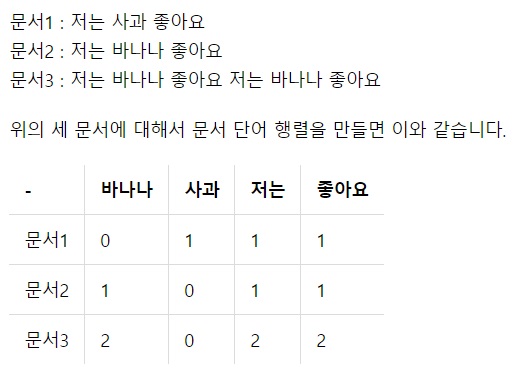 문서1 : 저는 사과 좋아요
문서2 : 저는 바나나 좋아요
문서3 : 저는 바나나 좋아요 저는 바나나 좋아요
위의 세 문서에 대해서 문서 단어 행렬을 만들면 이와 같습니다.
- 바나나 사과 저는 좋아요
문서1 0 1 1 1
문서2 1 0 1 1
문서3 2 0 2 2